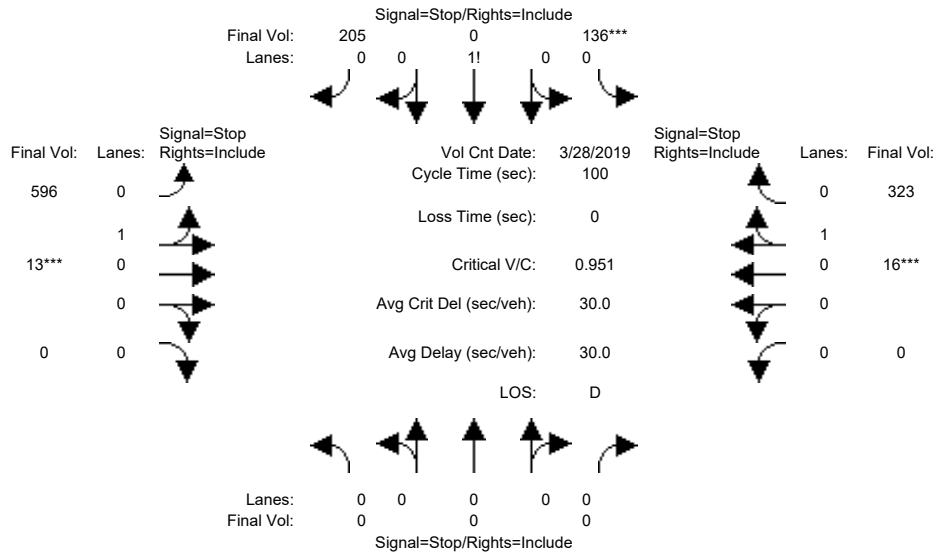 Signal=Stop/Rights=Include
Final Vol: 205 0 136***
Lanes: 0 0 1! 0 0
Signal=Stop Signal=Stop
Final Vol: Lanes: Rights=Include Vol Cnt Date: 3/28/2019 Rights=Include Lanes: Final Vol:
Cycle Time (sec): 100
596 0 0 323
Loss Time (sec): 0
1 1
13*** 0 Critical V/C: 0.951 0 16***
0 Avg Crit Del (sec/veh): 30.0 0
0 0 Avg Delay (sec/veh): 30.0 0 0
LOS: D
Lanes: 0 0 0 0 0
Final Vol: 0 0 0
Signal=Stop/Rights=Include